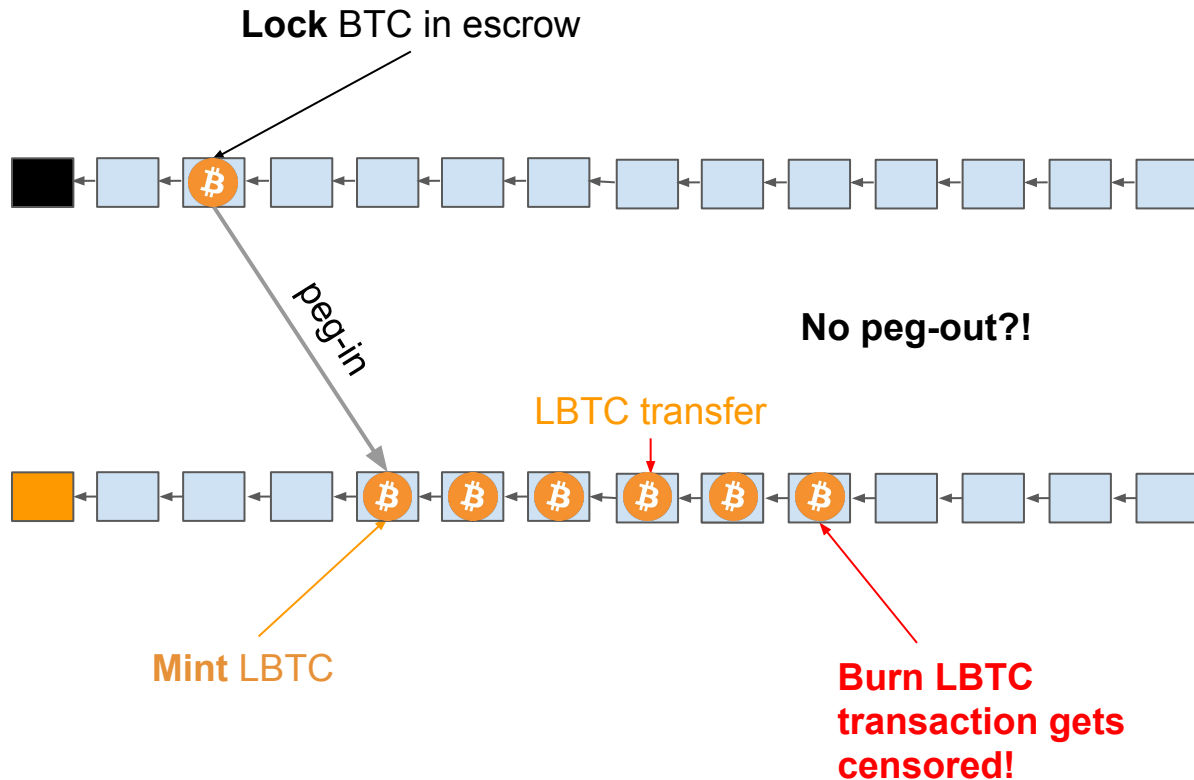 Lock BTC in escrow
peg-in
No peg-out?!
LBTC transfer
Mint LBTC
Burn LBTC
transaction gets
censored!